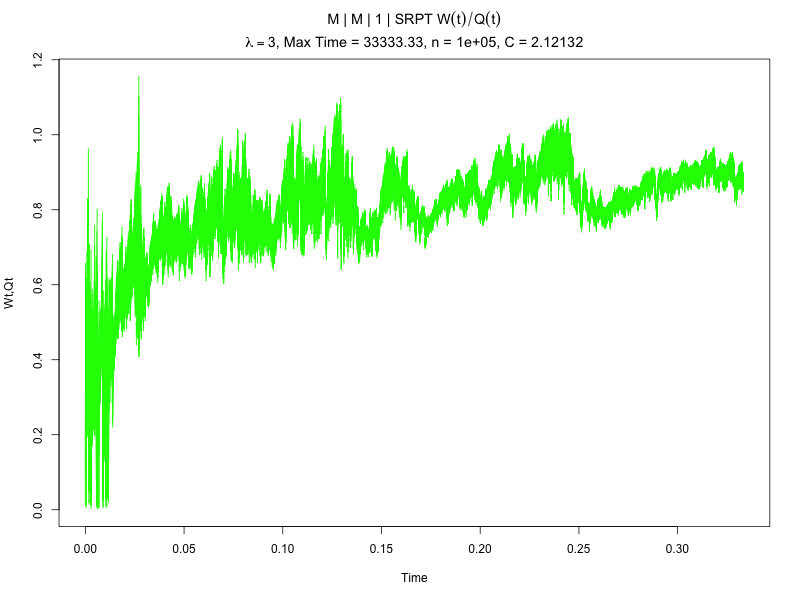 M | M | 1 | SRPT W(t)/Q(t)
λ = 3, Max Time = 33333.33, n = 1e+05, C = 2.12132
1.2
1.0
0.8
0.6
0.4
0.2
0.0
Wt,Qt
0.00 0.05 0.10 0.15 0.20 0.25 0.30
Time